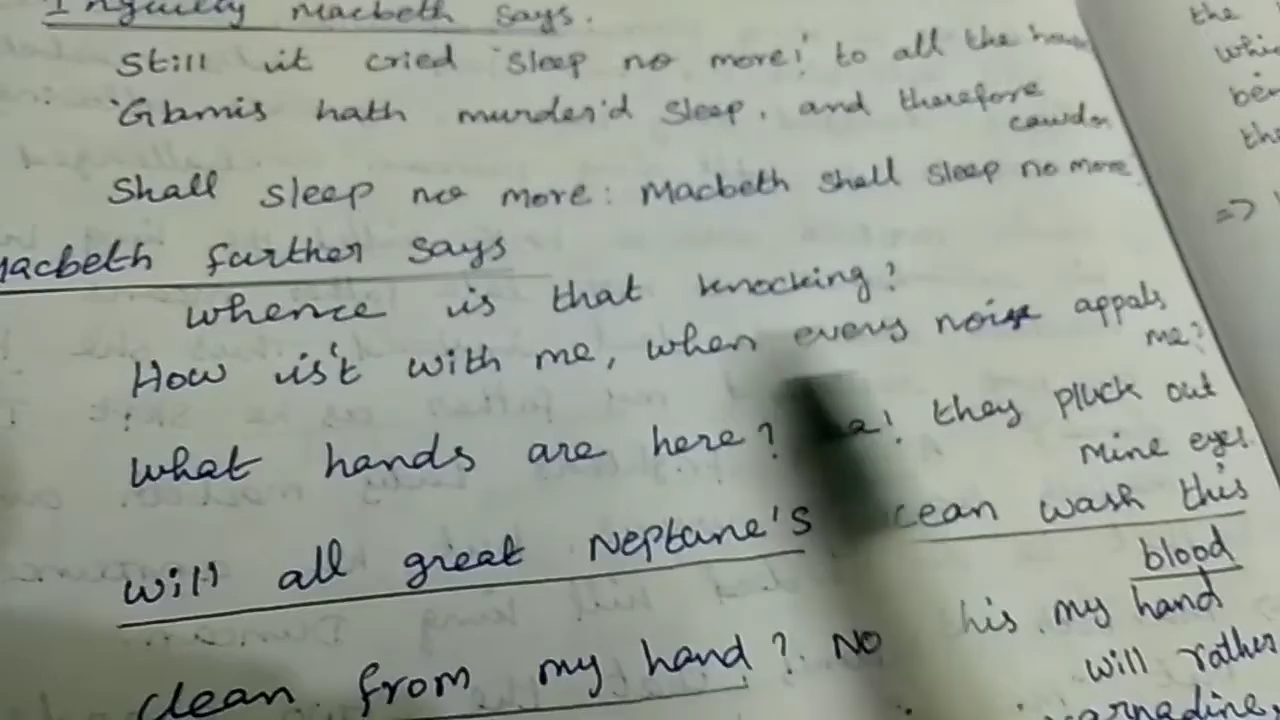 Macbeth says.
Still it cried 'Sleep no more!' to all the
'Glamis hath murder'd Sleep, and therefore
cawdor
Shall sleep no more: Macbeth shall sleep no more.
Macbeth further says
whence is that knocking?
How is't with me, when every noise appals
me?
what hands are here? they pluck out
Mine eyes.
will all great Neptune's wash this
blood
clean from my hand? No my hand
will rather
the
=>